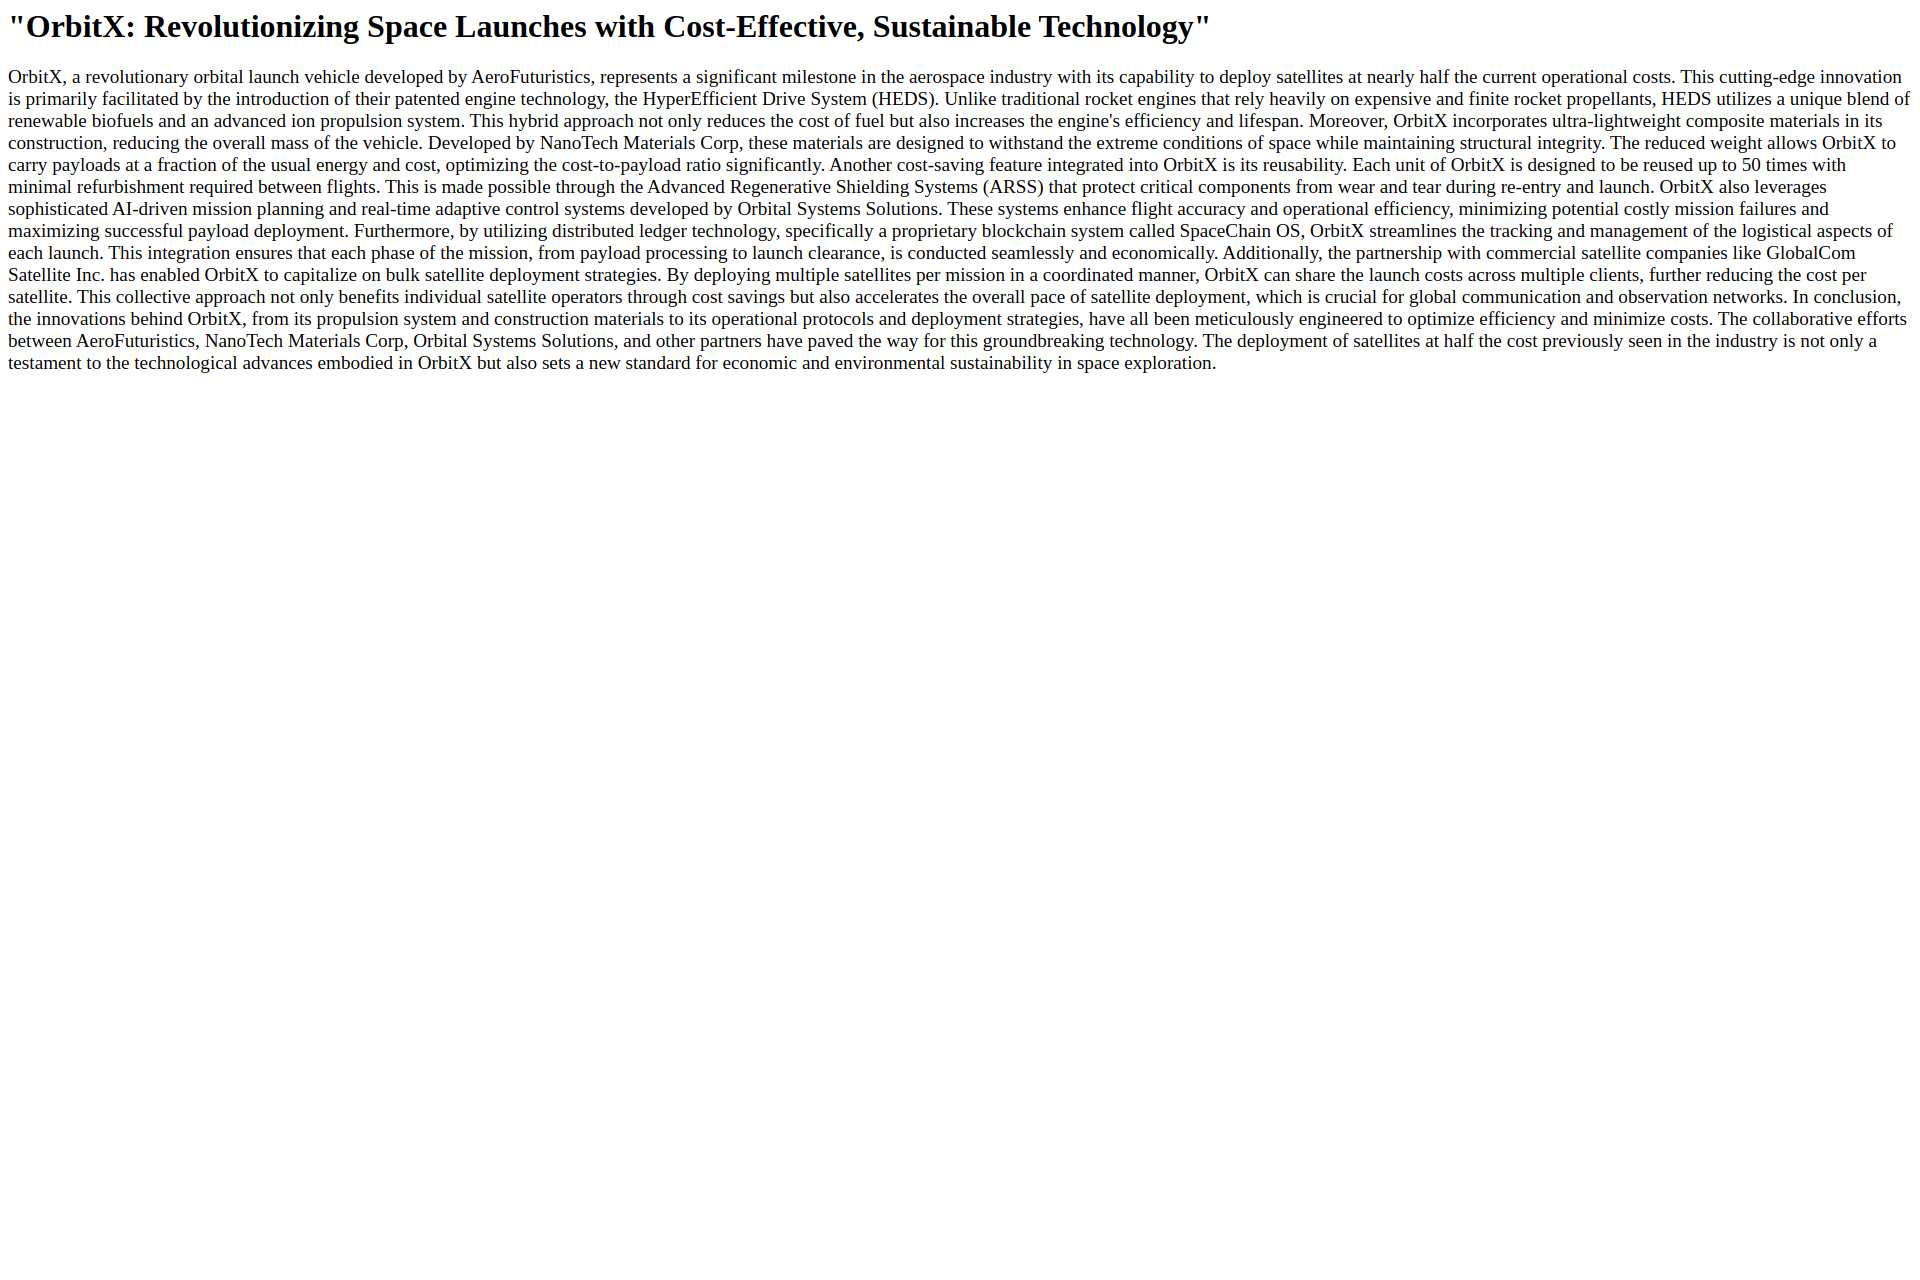 "OrbitX: Revolutionizing Space Launches with Cost-Effective, Sustainable Technology"
OrbitX, a revolutionary orbital launch vehicle developed by AeroFuturistics, represents a significant milestone in the aerospace industry with its capability to deploy satellites at nearly half the current operational costs. This cutting-edge innovation
is primarily facilitated by the introduction of their patented engine technology, the HyperEfficient Drive System (HEDS). Unlike traditional rocket engines that rely heavily on expensive and finite rocket propellants, HEDS utilizes a unique blend of
renewable biofuels and an advanced ion propulsion system. This hybrid approach not only reduces the cost of fuel but also increases the engine's efficiency and lifespan. Moreover, OrbitX incorporates ultra-lightweight composite materials in its
construction, reducing the overall mass of the vehicle. Developed by NanoTech Materials Corp, these materials are designed to withstand the extreme conditions of space while maintaining structural integrity. The reduced weight allows OrbitX to
carry payloads at a fraction of the usual energy and cost, optimizing the cost-to-payload ratio significantly. Another cost-saving feature integrated into OrbitX is its reusability. Each unit of OrbitX is designed to be reused up to 50 times with
minimal refurbishment required between flights. This is made possible through the Advanced Regenerative Shielding Systems (ARSS) that protect critical components from wear and tear during re-entry and launch. OrbitX also leverages
sophisticated AI-driven mission planning and real-time adaptive control systems developed by Orbital Systems Solutions. These systems enhance flight accuracy and operational efficiency, minimizing potential costly mission failures and
maximizing successful payload deployment. Furthermore, by utilizing distributed ledger technology, specifically a proprietary blockchain system called SpaceChain OS, OrbitX streamlines the tracking and management of the logistical aspects of
each launch. This integration ensures that each phase of the mission, from payload processing to launch clearance, is conducted seamlessly and economically. Additionally, the partnership with commercial satellite companies like GlobalCom
Satellite Inc. has enabled OrbitX to capitalize on bulk satellite deployment strategies. By deploying multiple satellites per mission in a coordinated manner, OrbitX can share the launch costs across multiple clients, further reducing the cost per
satellite. This collective approach not only benefits individual satellite operators through cost savings but also accelerates the overall pace of satellite deployment, which is crucial for global communication and observation networks. In conclusion,
the innovations behind OrbitX, from its propulsion system and construction materials to its operational protocols and deployment strategies, have all been meticulously engineered to optimize efficiency and minimize costs. The collaborative efforts
between AeroFuturistics, NanoTech Materials Corp, Orbital Systems Solutions, and other partners have paved the way for this groundbreaking technology. The deployment of satellites at half the cost previously seen in the industry is not only a
testament to the technological advances embodied in OrbitX but also sets a new standard for economic and environmental sustainability in space exploration.